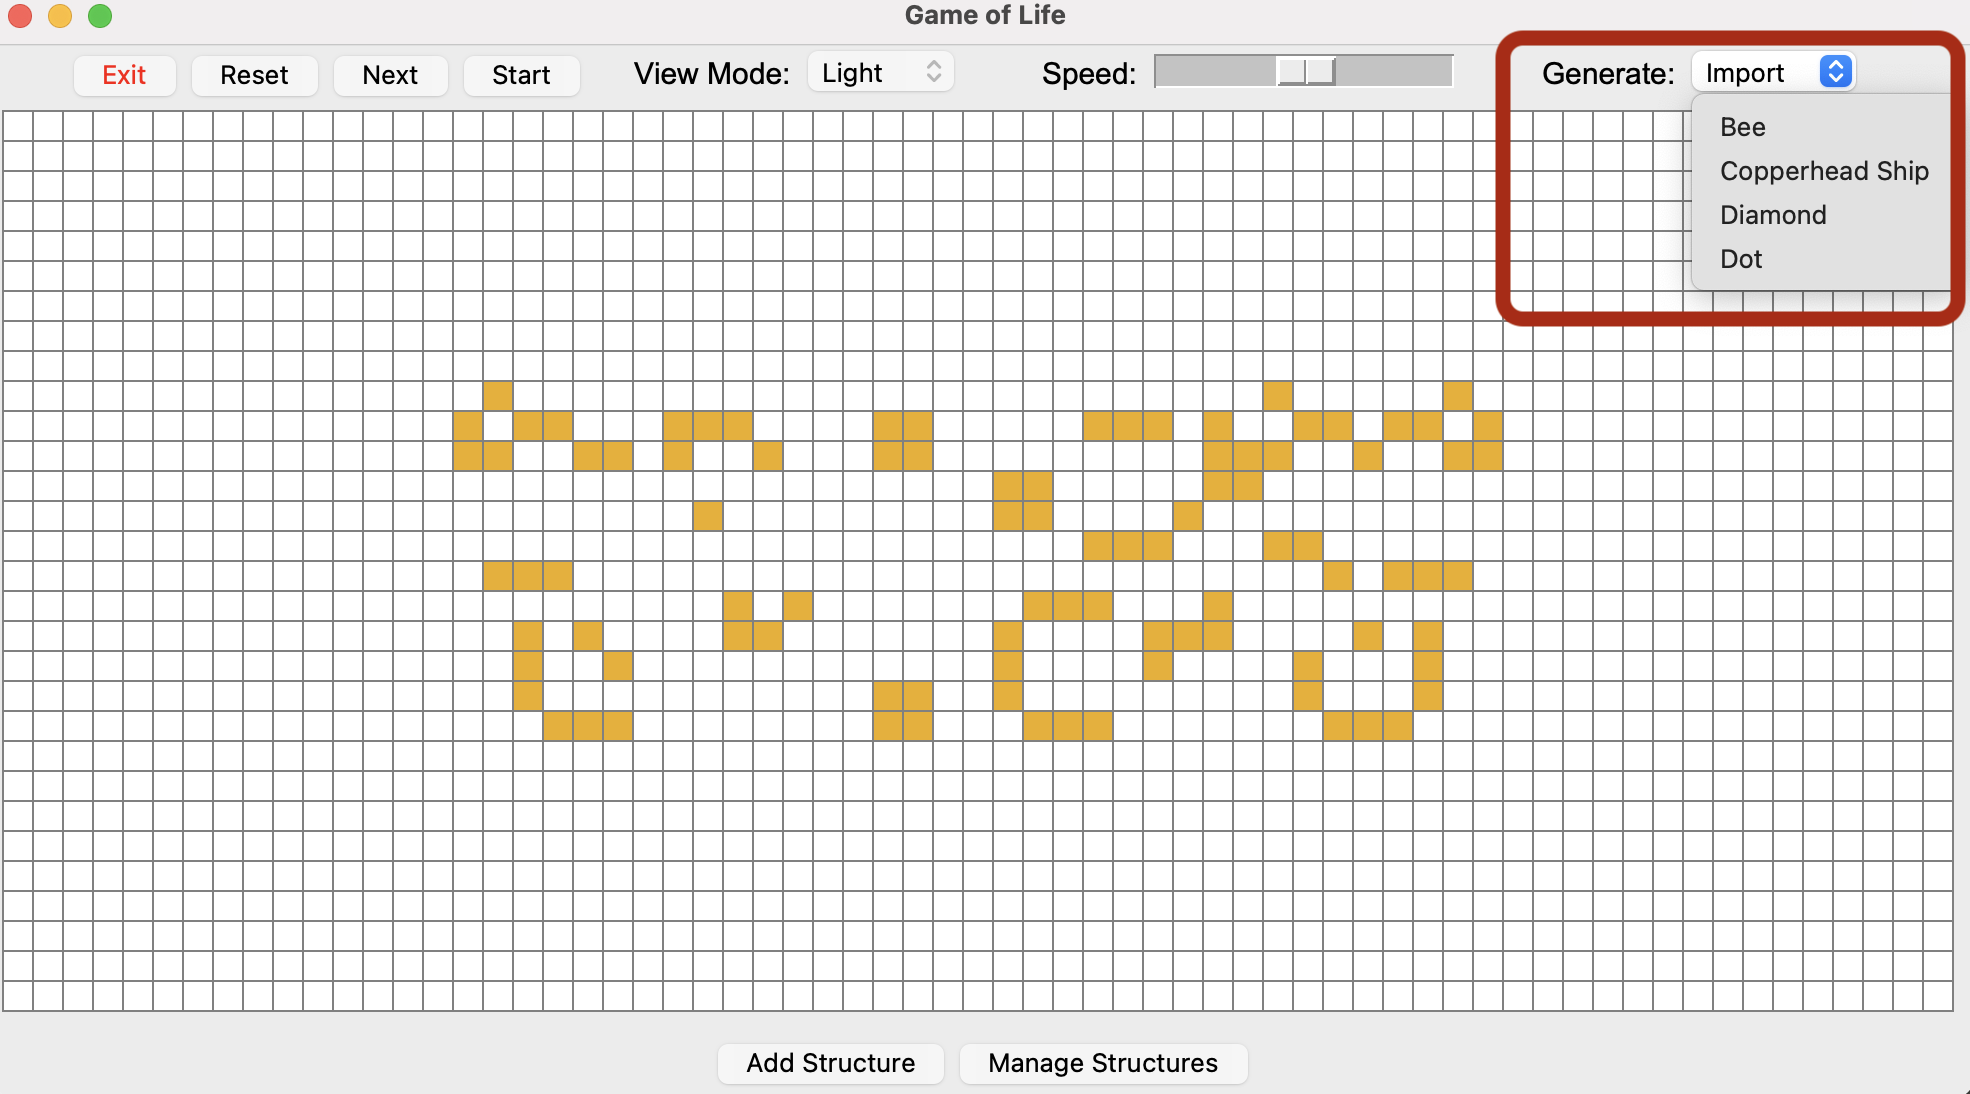 Game of Life
Exit Reset Next Start View Mode: Light Speed: Generate: Import
Bee
Copperhead Ship
Diamond
Dot
Add Structure Manage Structures